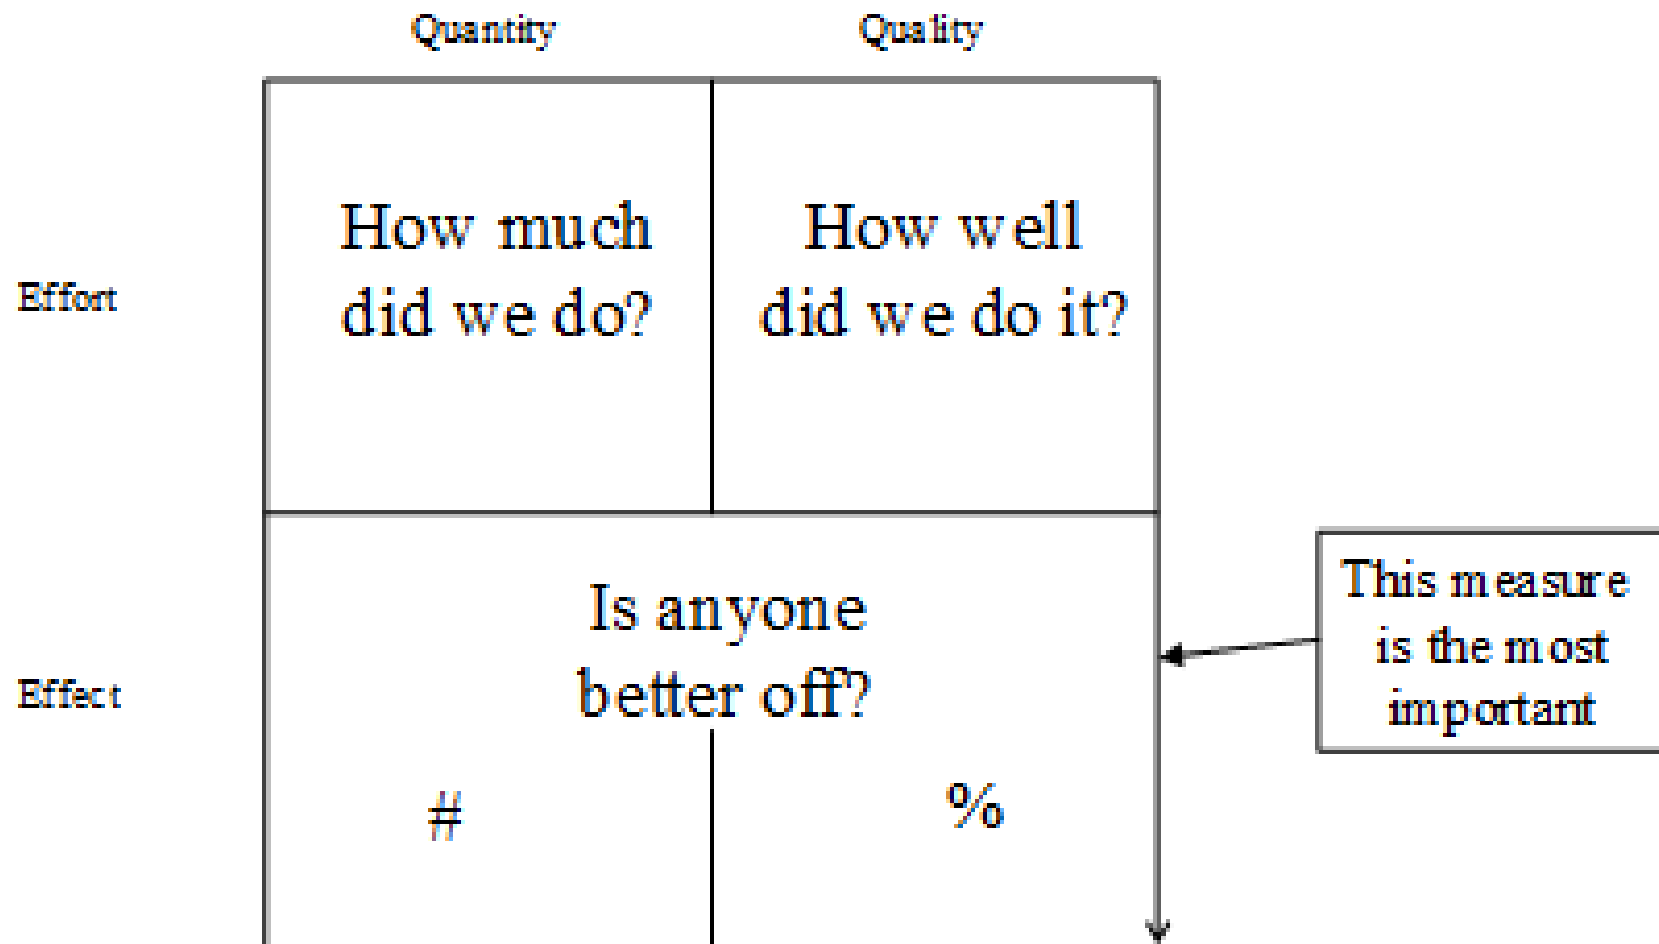 Quantity
Quality
How much
did we do?
How well
did we do it?
Effort
Is anyone
better off?
This measure
is the most
important
Effect
#
%